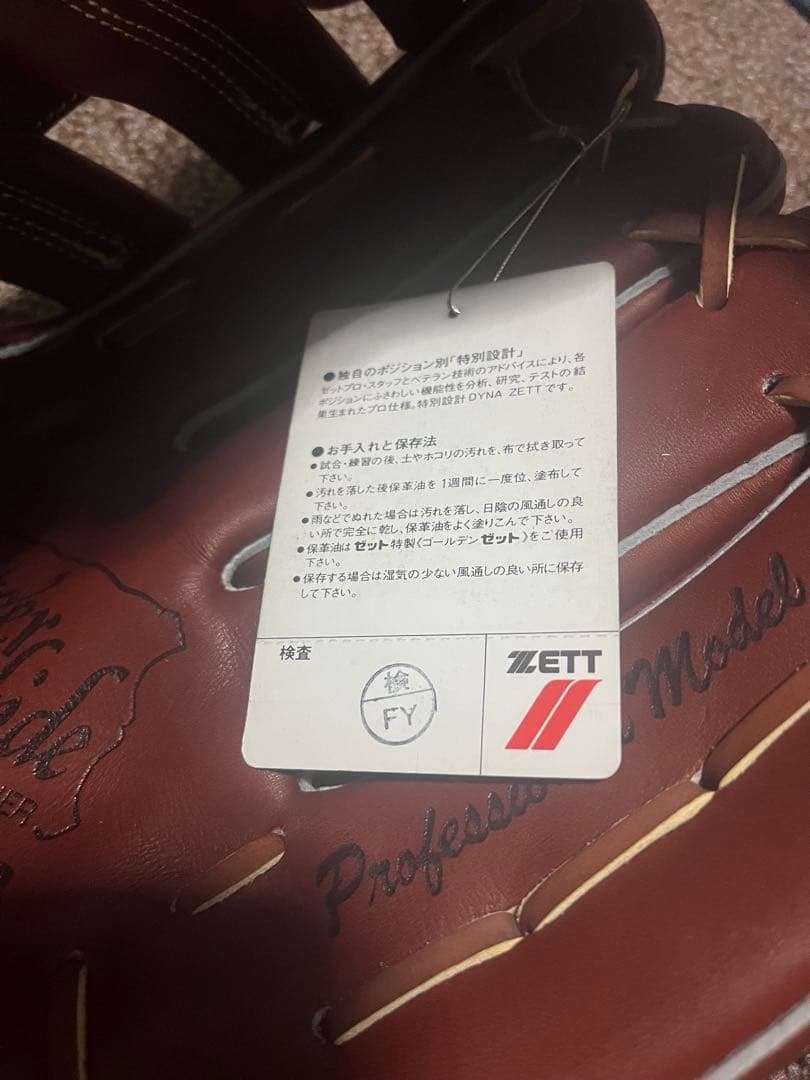 ●独自のポジション別「特別設計」
ゼットプロ・スタッフとベテラン技術のアドバイスにより、各
ポジションにふさわしい機能性を分析、研究、テストの結
果生まれたプロ仕様。特別設計DYNA ZETTです。
●お手入れと保存法
●試合・練習の後、土やホコリの汚れを、布で拭き取って
下さい。
●汚れを落した後保革油を1週間に一度位、塗布して
下さい。
●雨などでぬれた場合は汚れを落し、日陰の風通しの良
い所で完全に乾し、保革油をよく塗りこんで下さい。
●保革油はゼット特製《ゴールデンゼット》をご使用
下さい。
●保存する場合は湿気の少ない風通しの良い所に保存
して下さい。
検査
検
FY
ZETT
Professio
Model